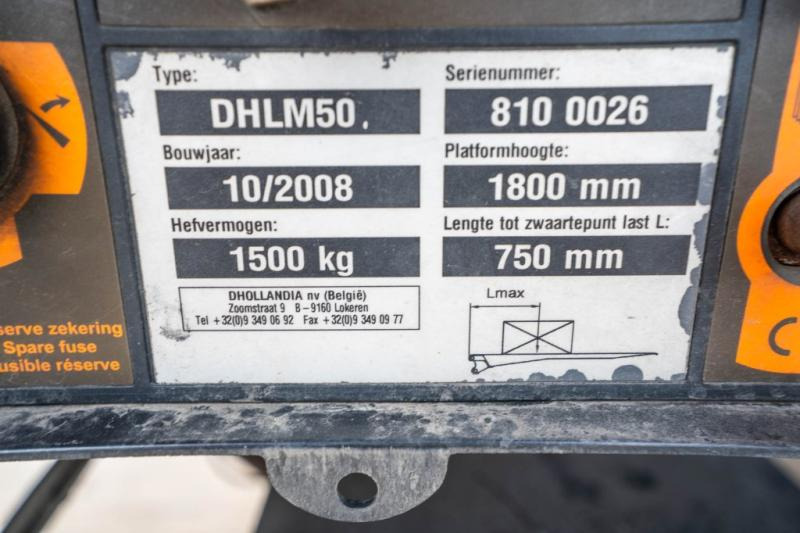 Type:
DHLM50.
Serienummer:
810 0026
Bouwjaar:
10/2008
Platformhoogte:
1800 mm
Hefvermogen:
1500 kg
Lengte tot zwaartepunt last L:
750 mm
DHOLLANDIA nv (België)
Zoomstraat 9 B-9160 Lokeren
Tel +32(0)9 349 06 92 Fax +32(0)9 349 09 77
Lmax
zekering
Spare fuse
réserve